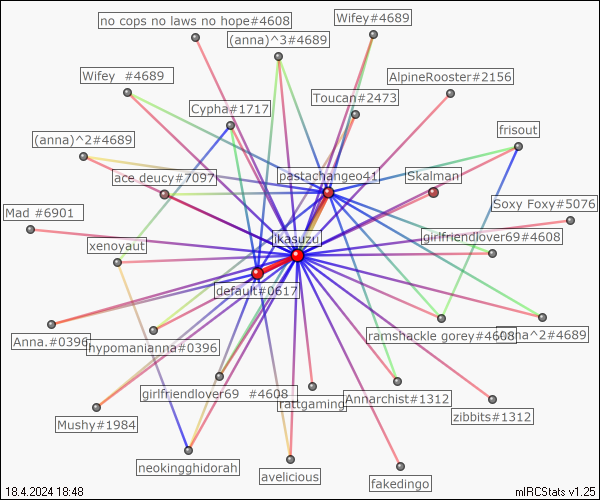 no cops no laws no hope#4608
Wifey#4689
(anna)^3#4689
Wifey #4689
AlpineRooster#2156
Toucan#2473
Cypha#1717
frisout
(anna)^2#4689
ace deucy#7097
pastachangeo41
Skalman
Soxy Foxy#5076
Mad #6901
jkasuzu
girlfriendlover69#4608
xenoyaur
default#0617
Anna.#0396
hypomanianna#0396
ramshackle gorey#4608
^2#4689
girlfriendlover69 #4608
rattgaming
Annarchist#1312
zibbits#1312
Mushy#1984
neokingghidorah
avelicious
fakedingo
18.4.2024 18:48
mIRCStats v1.25